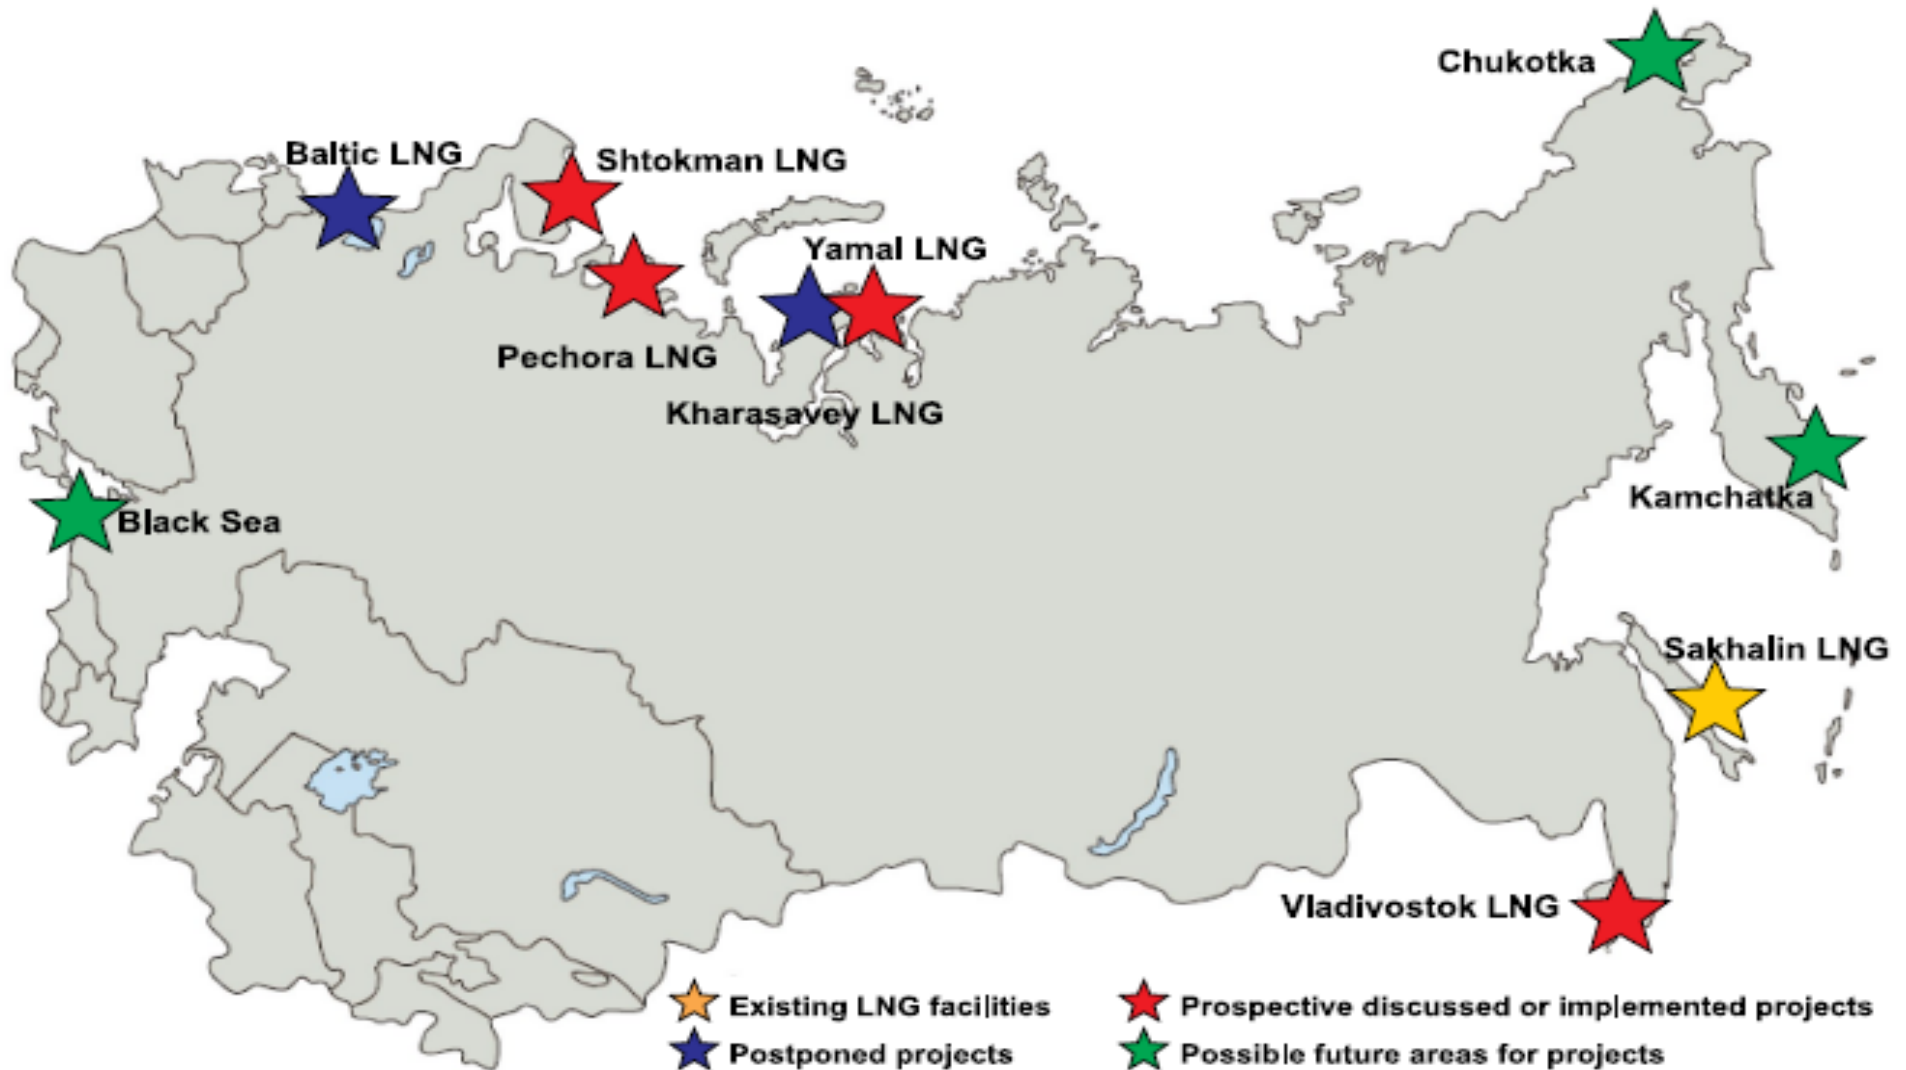 Chukotka
Baltic LNG
Shtokman LNG
Yamal LNG
Pechora LNG
Kharasavey LNG
Kamchatka
Black Sea
Sakhalin LNG
Vladivostok LNG
Existing LNG facilities
Prospective discussed or implemented projects
Postponed projects
Possible future areas for projects